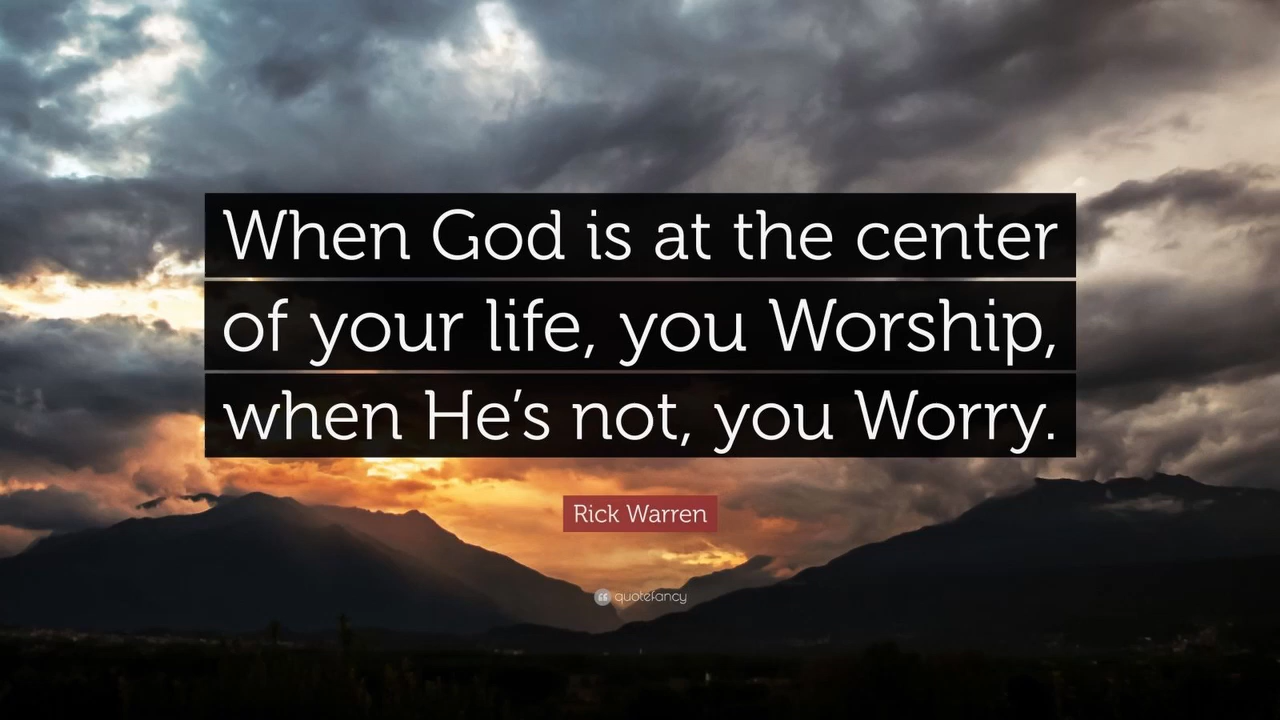 When God is at the center
of your life, you Worship,
when He’s not, you Worry.
Rick Warren
quotefancy